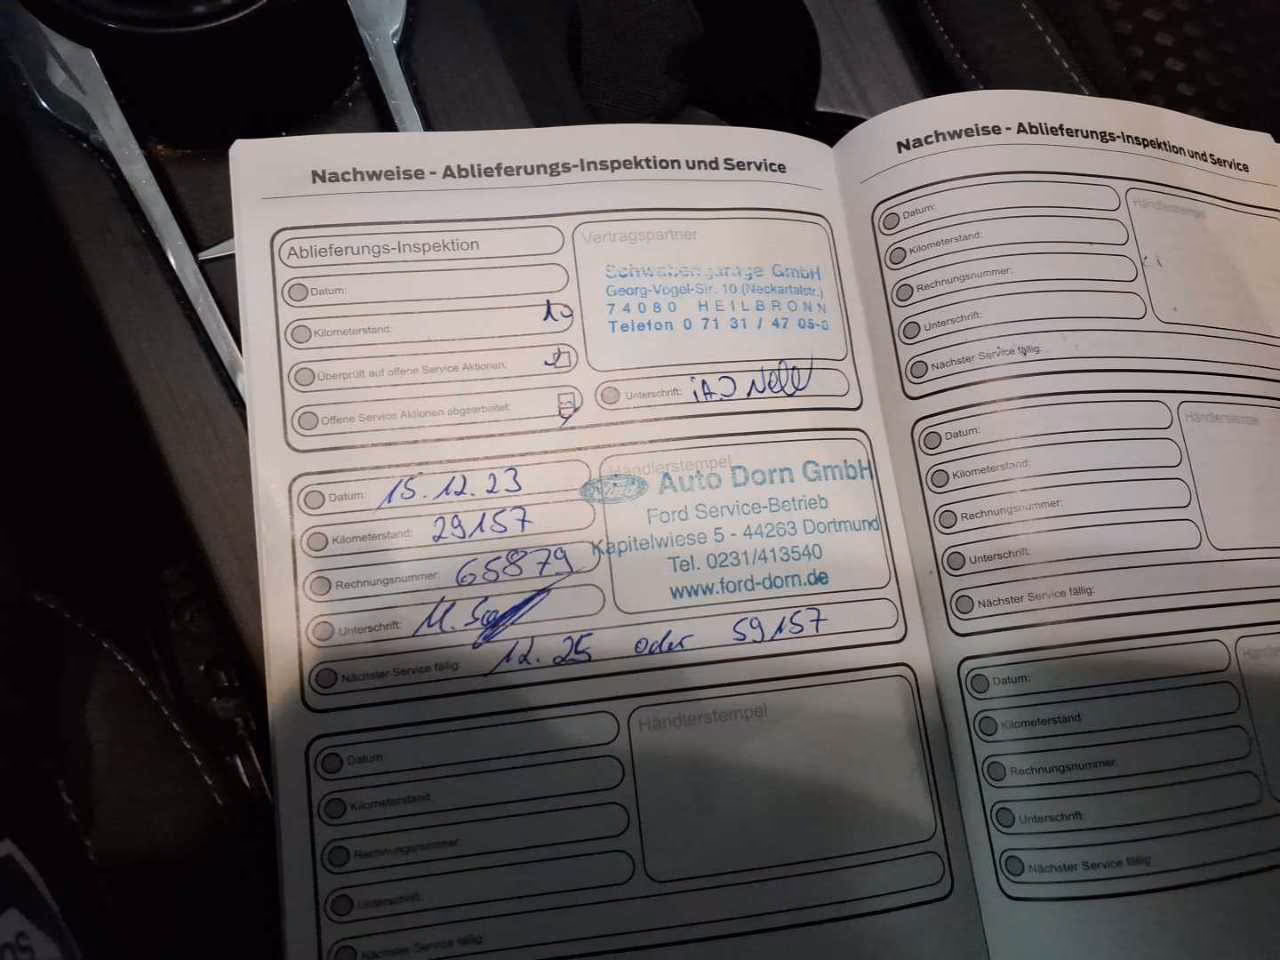 Nachweise - Ablieferungs-Inspektion und Service
Ablieferungs-Inspektion
Datum:
Kilometerstand: 10
Überprüft auf offene Service Aktionen:
Offene Service Aktionen abgearbeitet:
Vertragspartner
Schwabengarage GmbH
Georg-Vogel-Str. 10 (Neckartalstr.)
74080 HEILBRONN
Telefon 0 71 31 / 47 05-0
Unterschrift:
Datum: 15.12.23
Kilometerstand: 29157
Rechnungsnummer: 65879
Unterschrift:
Nächster Service fällig: 12.25 oder 59157
Händlerstempel
Auto Dorn GmbH
Ford Service-Betrieb
Kapitelwiese 5 - 44263 Dortmund
Tel. 0231/413540
www.ford-dorn.de
Datum:
Kilometerstand:
Rechnungsnummer:
Unterschrift:
Nächster Service fällig:
Händlerstempel
Nachweise - Ablieferungs-Inspektion und Service
Datum:
Kilometerstand:
Rechnungsnummer:
Unterschrift:
Nächster Service fällig:
Händlerstempel
Datum:
Kilometerstand:
Rechnungsnummer:
Unterschrift:
Nächster Service fällig:
Händlerstempel
Datum:
Kilometerstand:
Rechnungsnummer:
Unterschrift:
Nächster Service fällig: